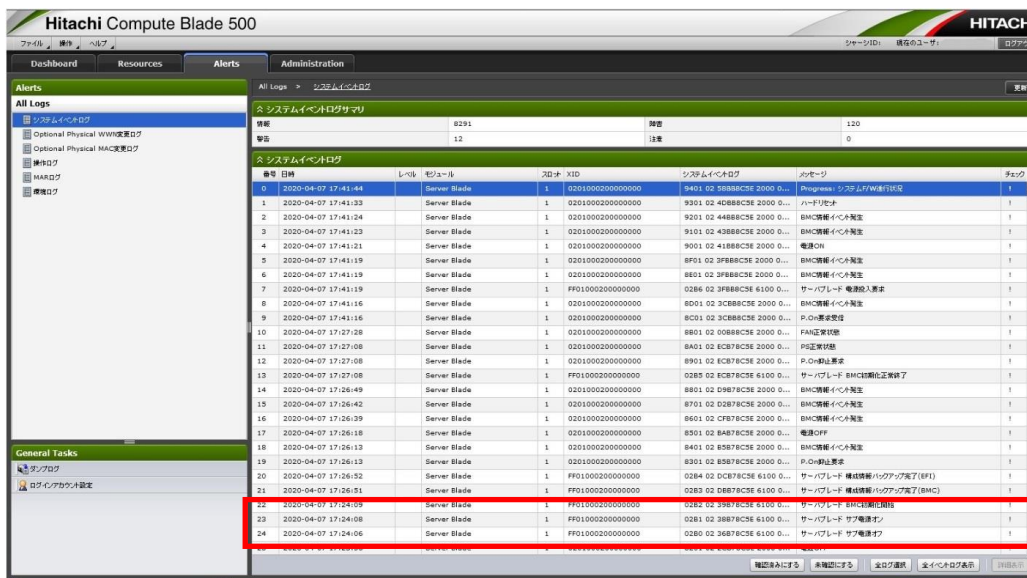 Hitachi Compute Blade 500
HITACH
ファイル 操作 ヘルプ シャーシID: 現在のユーザ: ログアウ
Dashboard Resources Alerts Administration
Alerts
All Logs > システムイベントログ 更新
All Logs
システムイベントログ
Optional Physical WWN変更ログ
Optional Physical MAC変更ログ
操作ログ
MARログ
環境ログ
システムイベントログサマリ
情報 8291 障害 120
警告 12 注意 0
システムイベントログ
番号 日時 レベル モジュール スロット XID システムイベントログ メッセージ チェック
0 2020-04-07 17:41:44 Server Blade 1 0201000200000000 9401 02 5BBB8C5E 2000 0... Progress: システムF/W進行状況 !
1 2020-04-07 17:41:33 Server Blade 1 0201000200000000 9301 02 4DBB8C5E 2000 0... ハードリセット !
2 2020-04-07 17:41:24 Server Blade 1 0201000200000000 9201 02 44BB8C5E 2000 0... BMC情報イベント発生 !
3 2020-04-07 17:41:23 Server Blade 1 0201000200000000 9101 02 43BB8C5E 2000 0... BMC情報イベント発生 !
4 2020-04-07 17:41:21 Server Blade 1 0201000200000000 9001 02 41BB8C5E 2000 0... 電源ON !
5 2020-04-07 17:41:19 Server Blade 1 0201000200000000 8F01 02 3FBB8C5E 2000 0... BMC情報イベント発生 !
6 2020-04-07 17:41:19 Server Blade 1 0201000200000000 8E01 02 3FBB8C5E 2000 0... BMC情報イベント発生 !
7 2020-04-07 17:41:19 Server Blade 1 FF01000200000000 02B6 02 3FBB8C5E 6100 0... サーバブレード 電源投入要求 !
8 2020-04-07 17:41:16 Server Blade 1 0201000200000000 8D01 02 3CBB8C5E 2000 0... BMC情報イベント発生 !
9 2020-04-07 17:41:16 Server Blade 1 0201000200000000 8C01 02 3CBB8C5E 2000 0... P.On要求受信 !
10 2020-04-07 17:27:28 Server Blade 1 0201000200000000 8B01 02 00B88C5E 2000 0... FAN正常状態 !
11 2020-04-07 17:27:08 Server Blade 1 0201000200000000 8A01 02 ECB78C5E 2000 0... PS正常状態 !
12 2020-04-07 17:27:08 Server Blade 1 0201000200000000 8901 02 ECB78C5E 2000 0... P.On抑止要求 !
13 2020-04-07 17:27:08 Server Blade 1 FF01000200000000 02B5 02 ECB78C5E 6100 0... サーバブレード BMC初期化正常終了 !
14 2020-04-07 17:26:49 Server Blade 1 0201000200000000 8801 02 D9B78C5E 2000 0... BMC情報イベント発生 !
15 2020-04-07 17:26:42 Server Blade 1 0201000200000000 8701 02 D2B78C5E 2000 0... BMC情報イベント発生 !
16 2020-04-07 17:26:39 Server Blade 1 0201000200000000 8601 02 CFB78C5E 2000 0... BMC情報イベント発生 !
17 2020-04-07 17:26:18 Server Blade 1 0201000200000000 8501 02 BAB78C5E 2000 0... 電源OFF !
18 2020-04-07 17:26:13 Server Blade 1 0201000200000000 8401 02 B5B78C5E 2000 0... BMC情報イベント発生 !
19 2020-04-07 17:26:13 Server Blade 1 0201000200000000 8301 02 B5B78C5E 2000 0... P.On抑止要求 !
20 2020-04-07 17:26:52 Server Blade 1 FF01000200000000 02B4 02 DCB78C5E 6100 0... サーバブレード 構成情報バックアップ完了(EFI) !
21 2020-04-07 17:26:51 Server Blade 1 FF01000200000000 02B3 02 DBB78C5E 6100 0... サーバブレード 構成情報バックアップ完了(BMC) !
22 2020-04-07 17:24:09 Server Blade 1 FF01000200000000 02B2 02 39B78C5E 6100 0... サーバブレード BMC初期化開始 !
23 2020-04-07 17:24:08 Server Blade 1 FF01000200000000 02B1 02 38B78C5E 6100 0... サーバブレード サブ電源オン !
24 2020-04-07 17:24:06 Server Blade 1 FF01000200000000 02B0 02 36B78C5E 6100 0... サーバブレード サブ電源オフ !
General Tasks
ダンプログ
ログインアカウント設定
確認済みにする 未確認にする 全ログ選択 全イベントログ表示 詳細表示